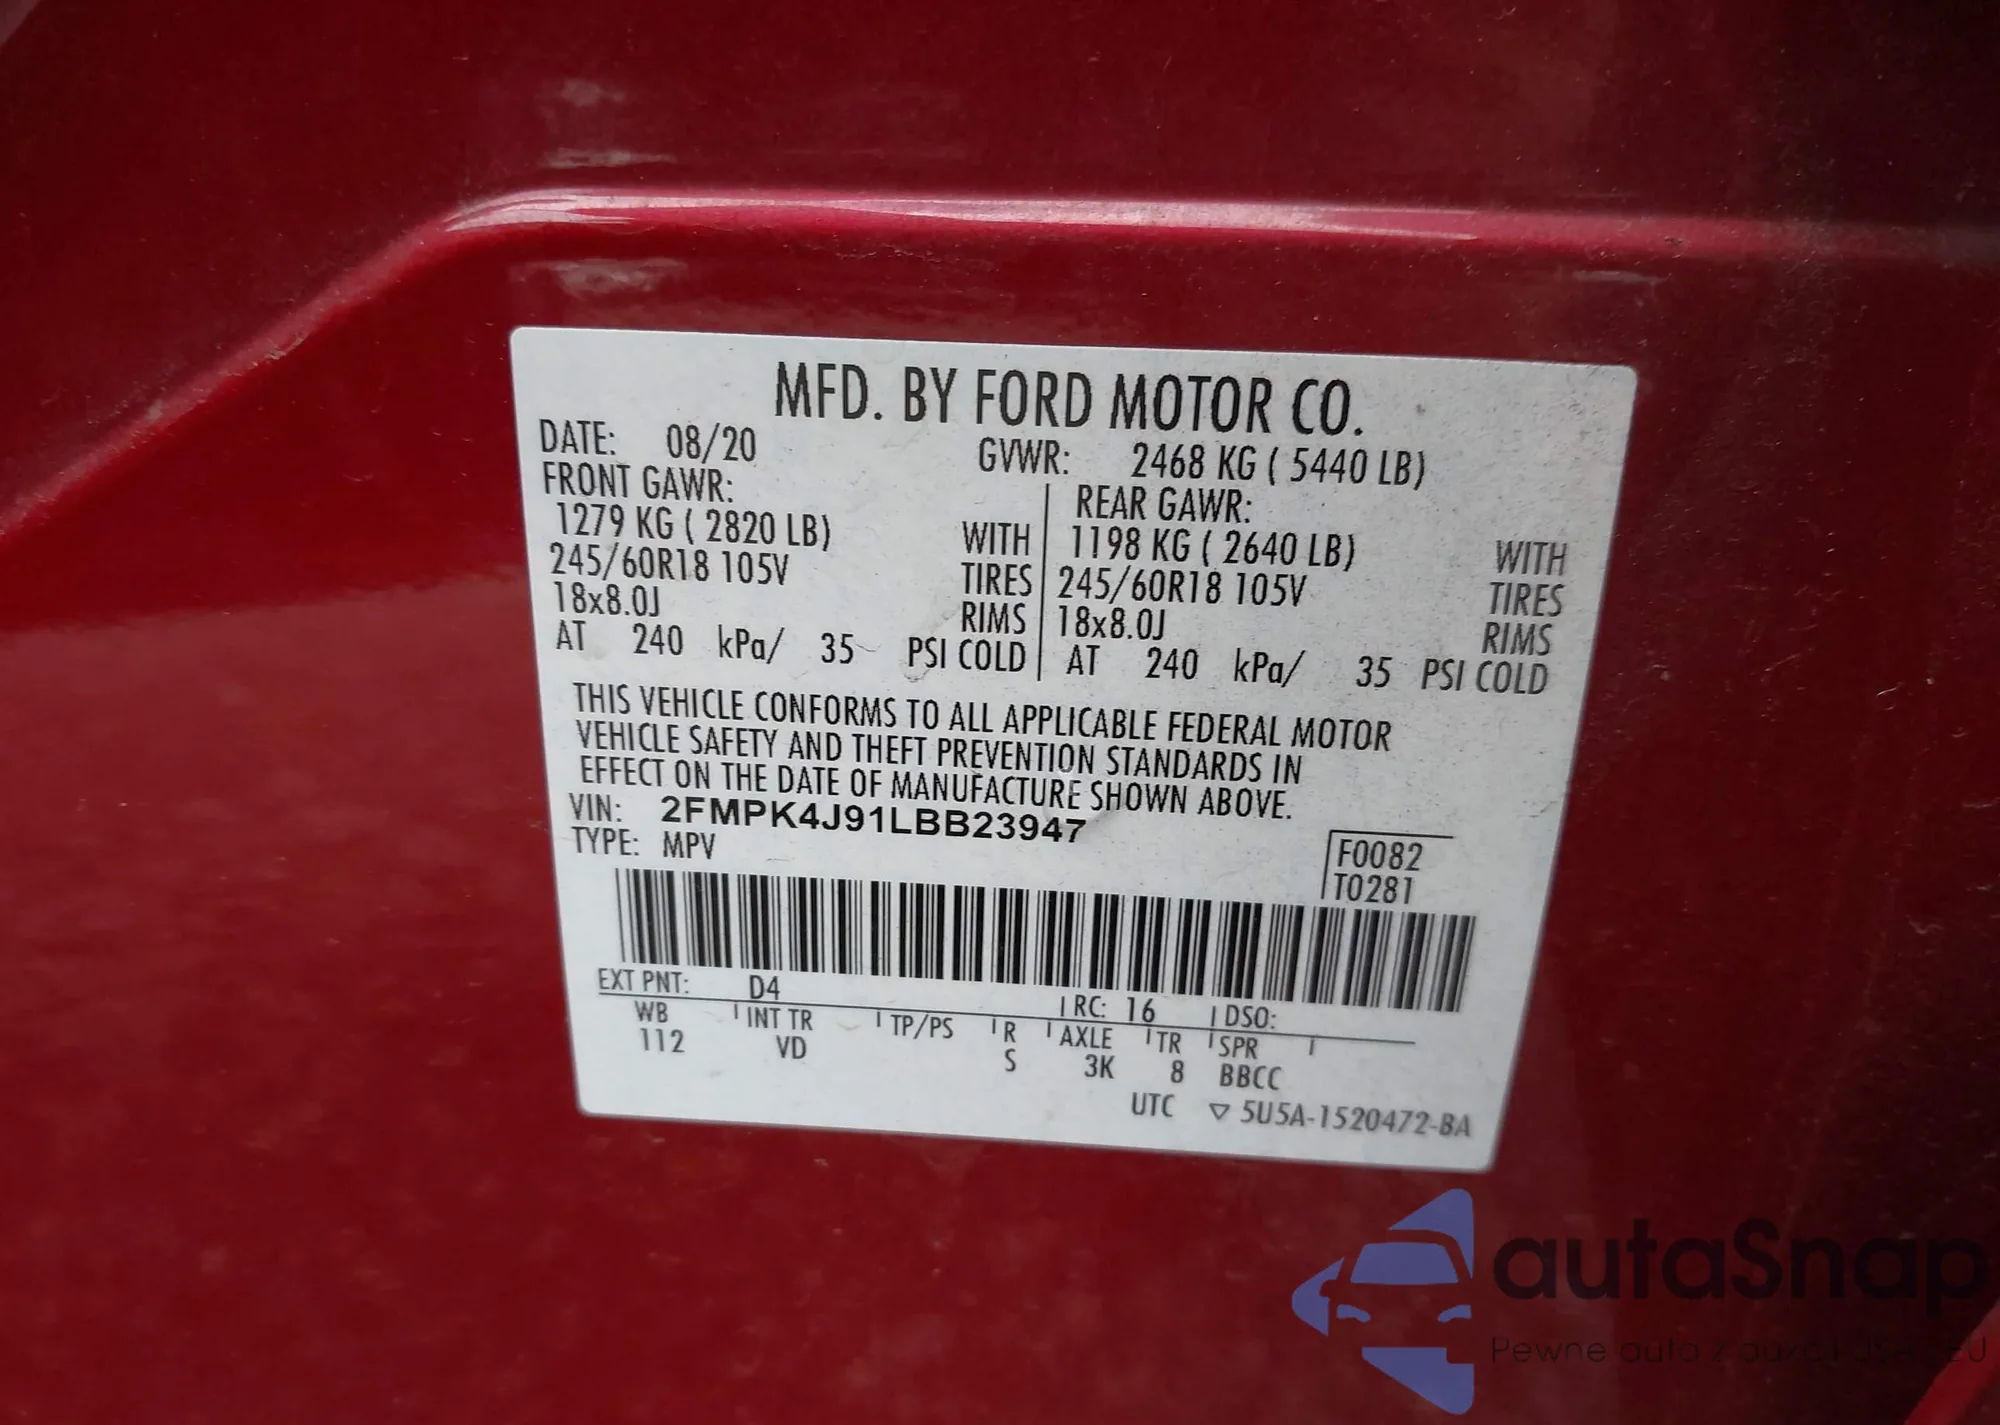 MFD. BY FORD MOTOR CO.
DATE: 08/20 GVWR: 2468 KG ( 5440 LB)
FRONT GAWR: REAR GAWR:
1279 KG ( 2820 LB) WITH 1198 KG ( 2640 LB) WITH
245/60R18 105V TIRES 245/60R18 105V TIRES
18x8.0J RIMS 18x8.0J RIMS
AT 240 kPa/ 35 PSI COLD AT 240 kPa/ 35 PSI COLD
THIS VEHICLE CONFORMS TO ALL APPLICABLE FEDERAL MOTOR
VEHICLE SAFETY AND THEFT PREVENTION STANDARDS IN
EFFECT ON THE DATE OF MANUFACTURE SHOWN ABOVE.
VIN: 2FMPK4J91LBB23947
TYPE: MPV
F0082
T0281
EXT PNT: D4 RC: 16 DSO:
WB INT TR TP/PS R AXLE TR SPR
112 VD S 3K 8 BBCC
UTC ▽ 5U5A-1520472-BA
autaSnap
Pewne auto z